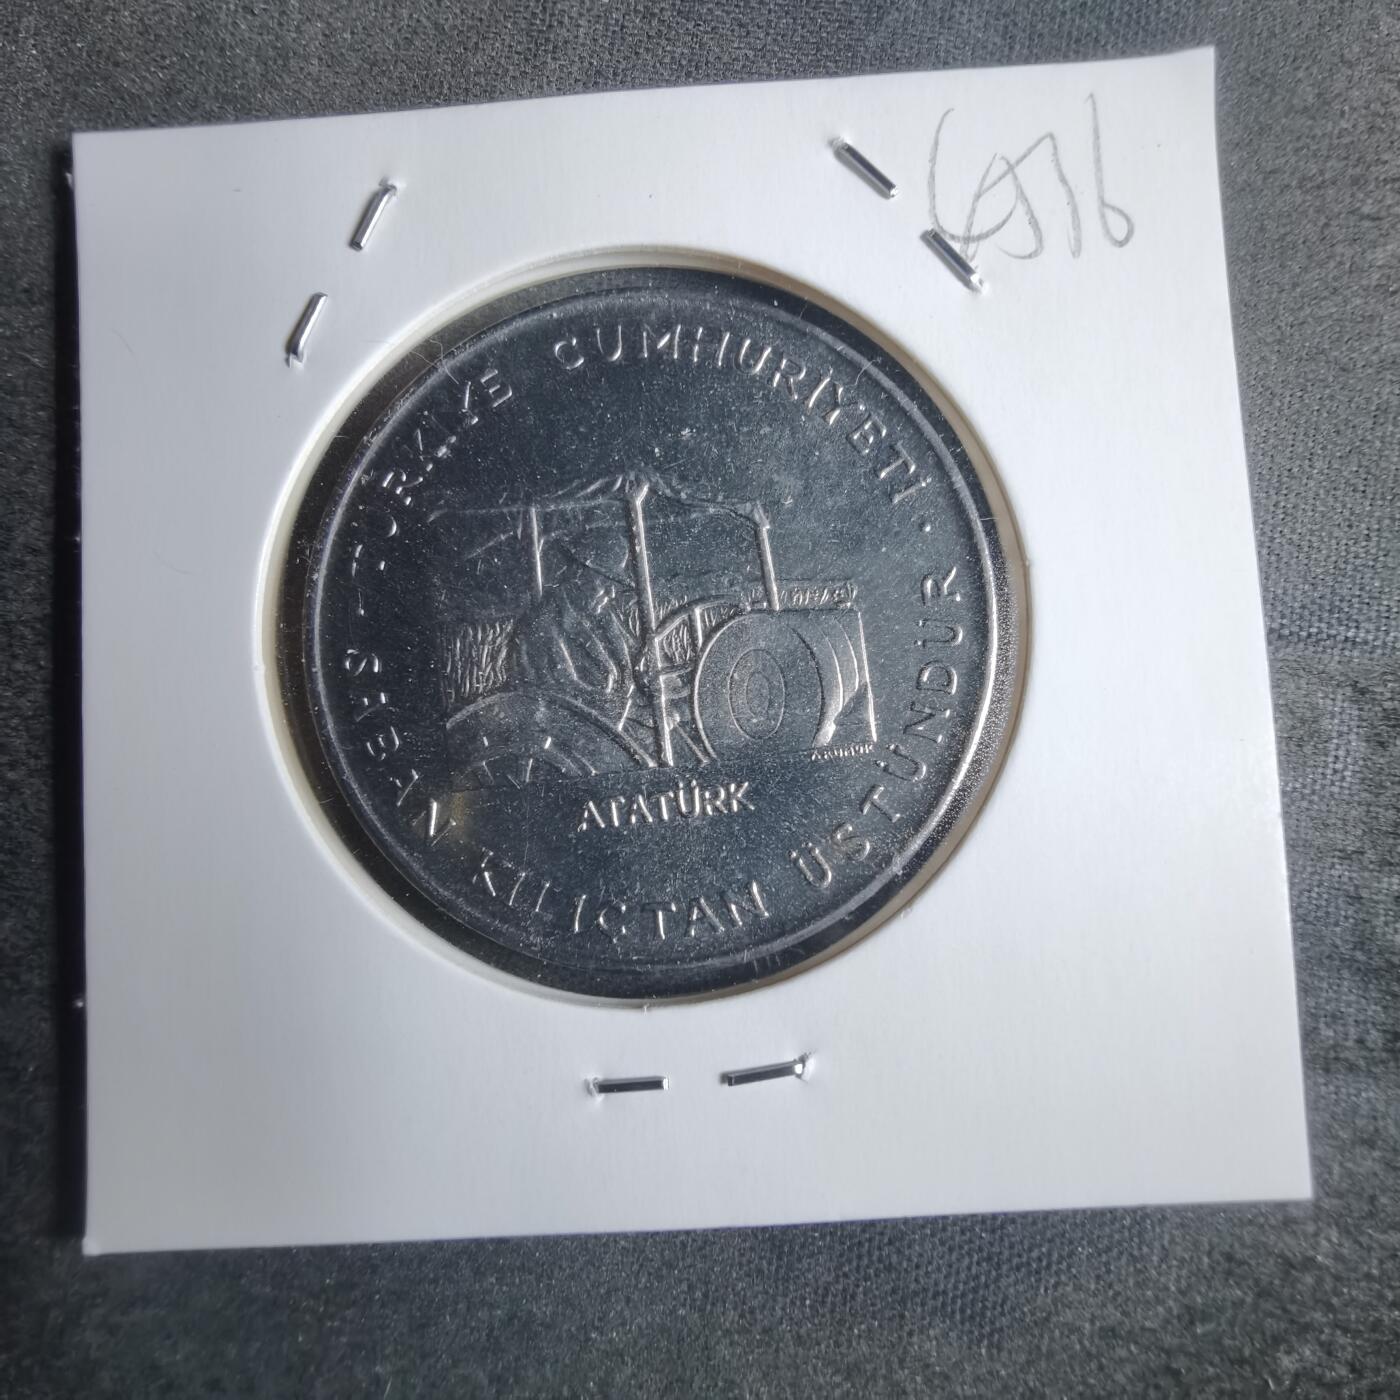 TÜRKİYE CUMHURİYETİ ·
SABAN KILIÇTAN ÜSTÜNDÜR
ATATÜRK